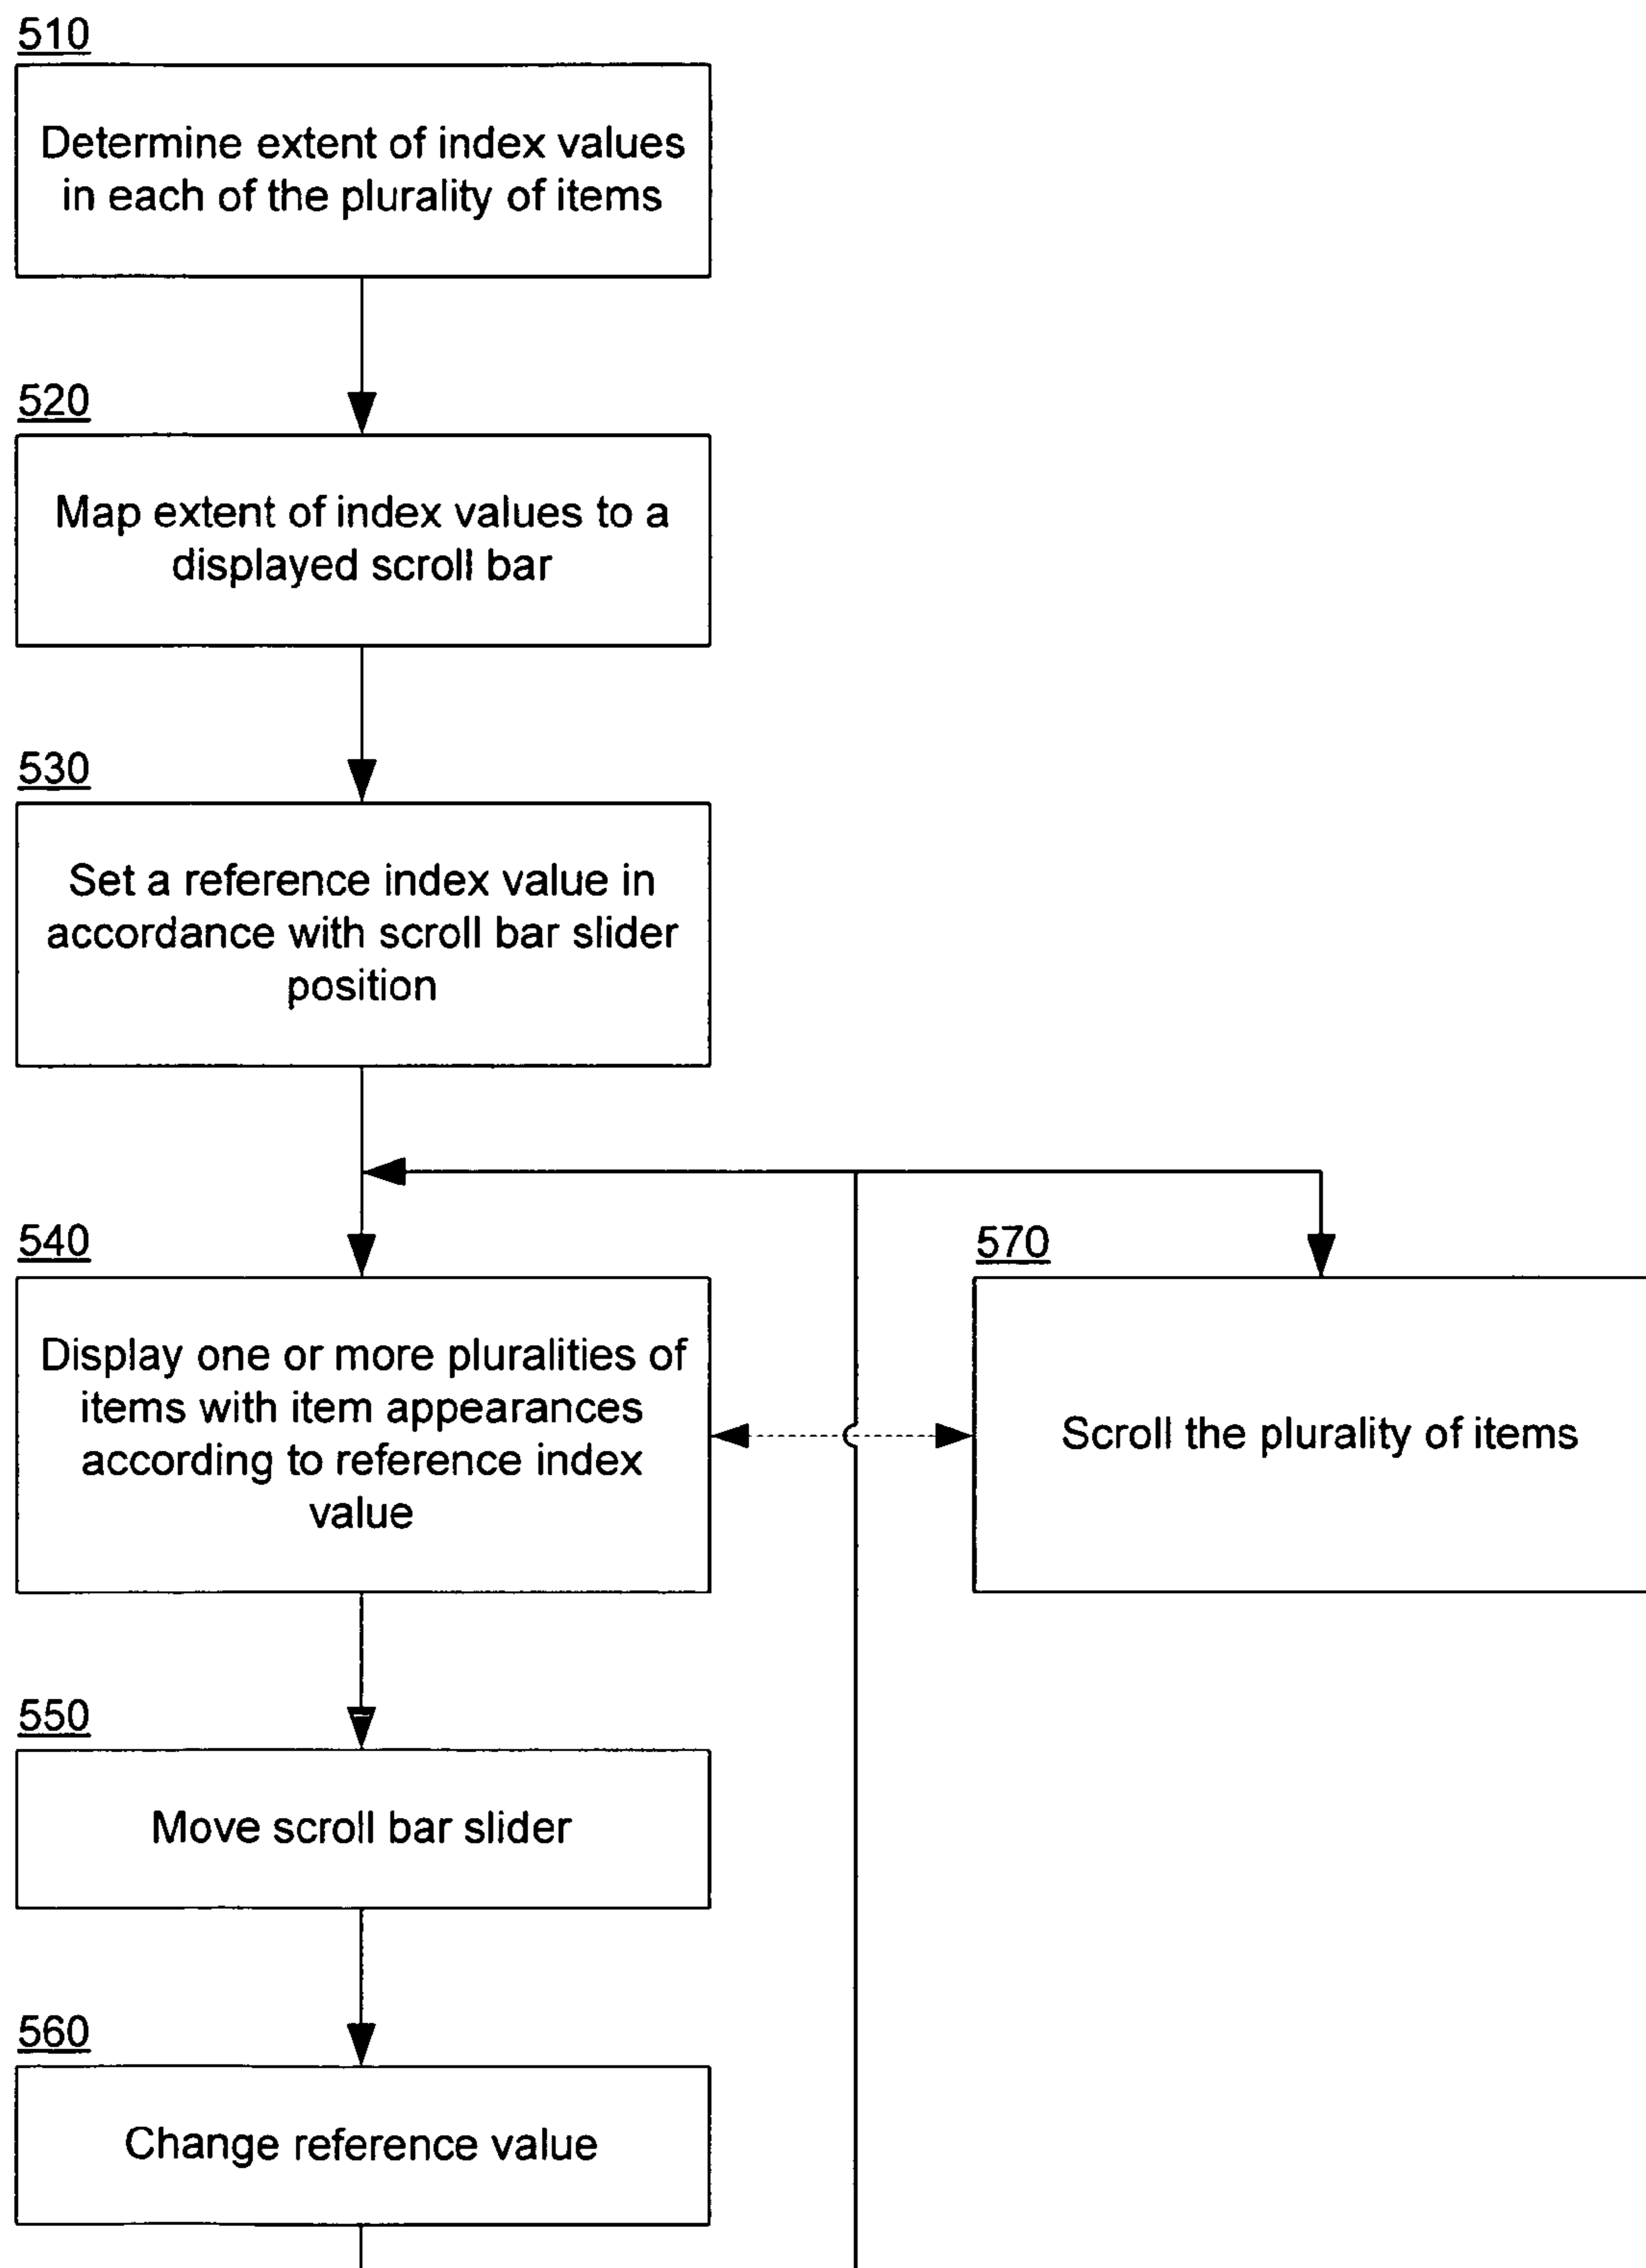 510
Determine extent of index values
in each of the plurality of items
520
Map extent of index values to a
displayed scroll bar
530
Set a reference index value in
accordance with scroll bar slider
position
540
Display one or more pluralities of
items with item appearances
according to reference index
value
570
Scroll the plurality of items
550
Move scroll bar slider
560
Change reference value